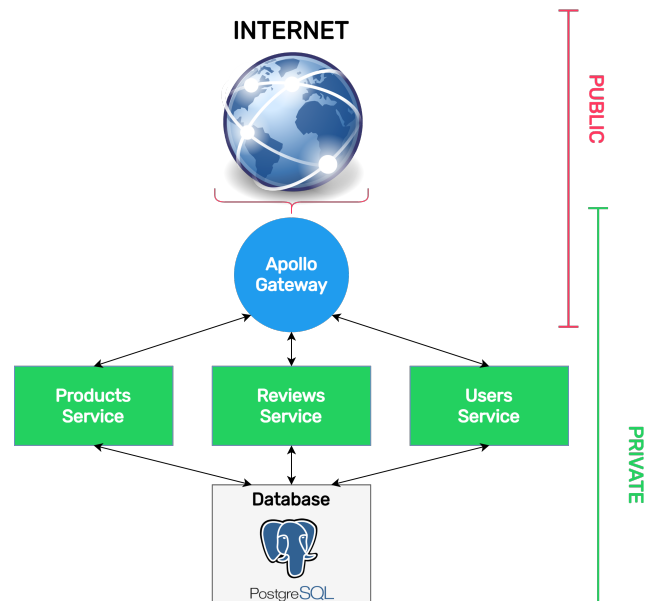 INTERNET
PUBLIC
Apollo
Gateway
Products
Service
Reviews
Service
Users
Service
PRIVATE
Database
PostgreSQL